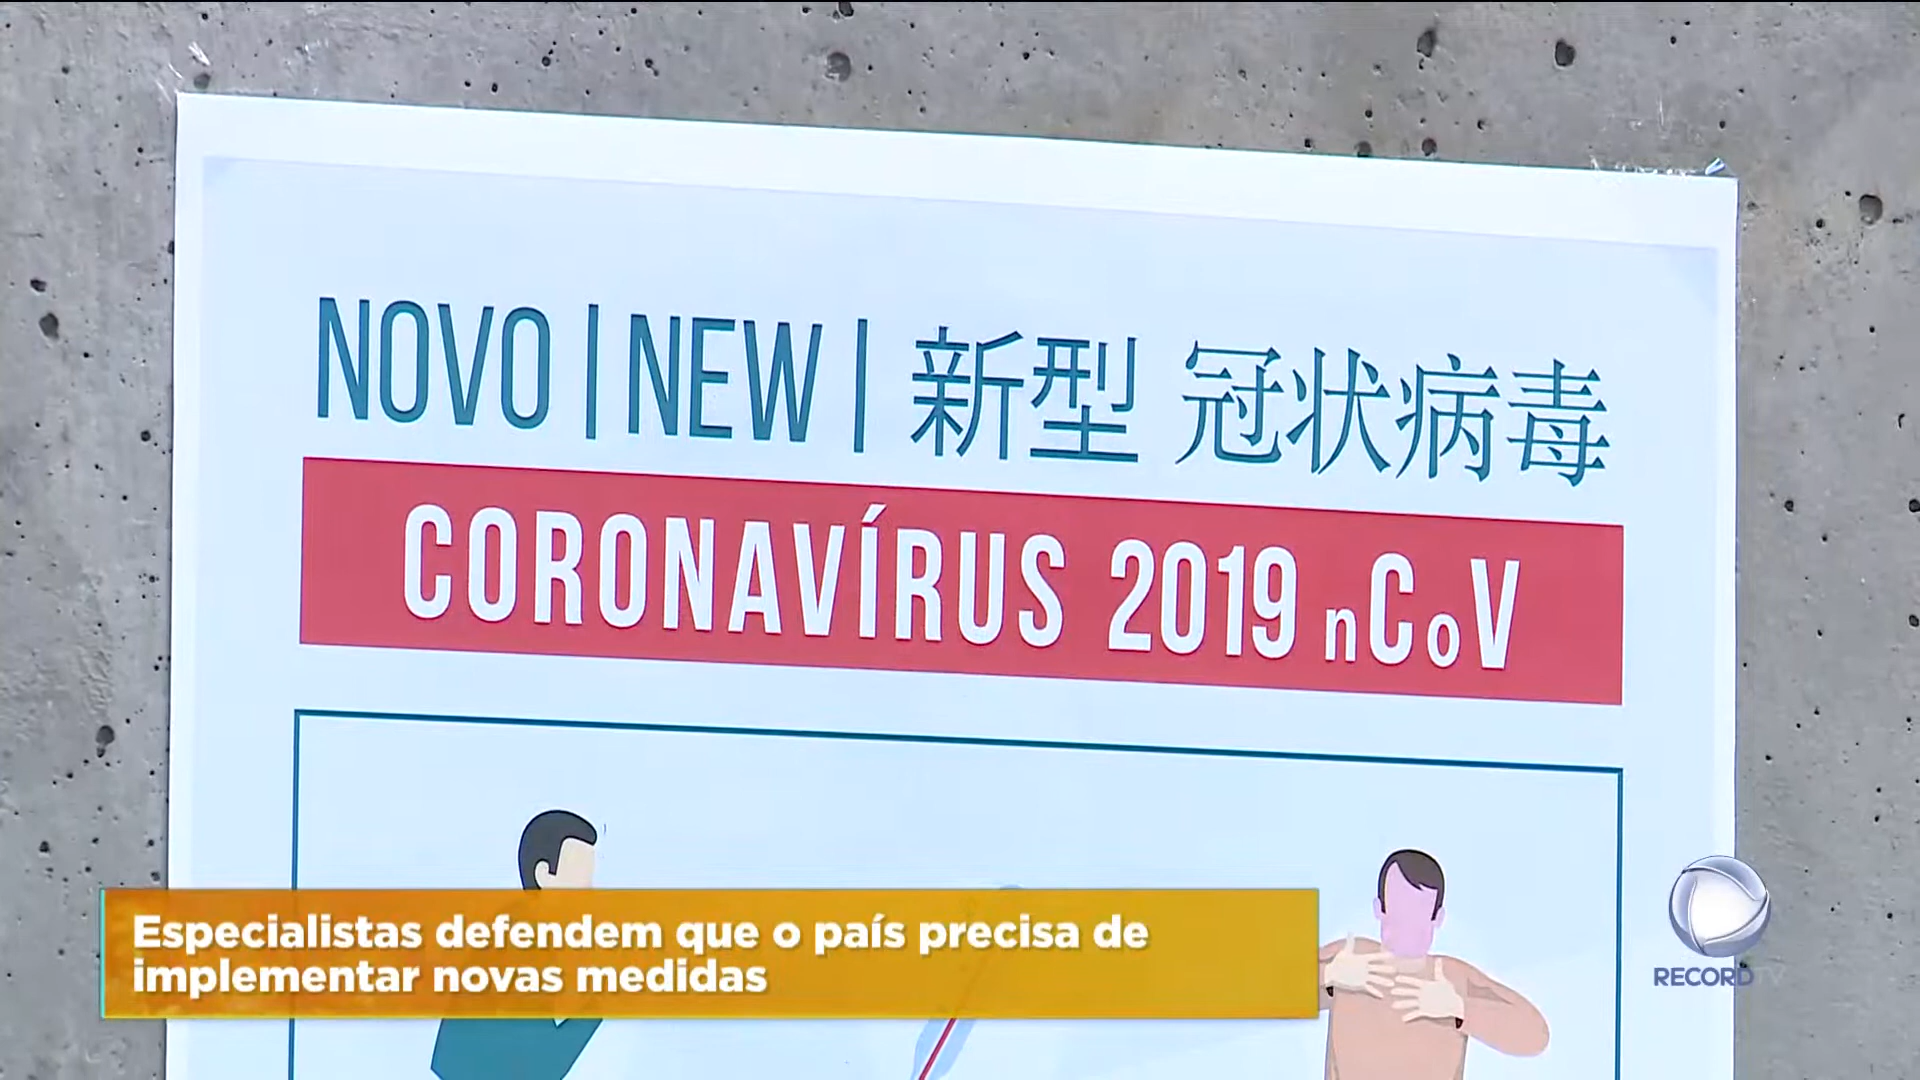 NOVO | NEW | 新型 冠状病毒
CORONAVÍRUS 2019 nCoV
Especialistas defendem que o país precisa de
implementar novas medidas
RECORD TV